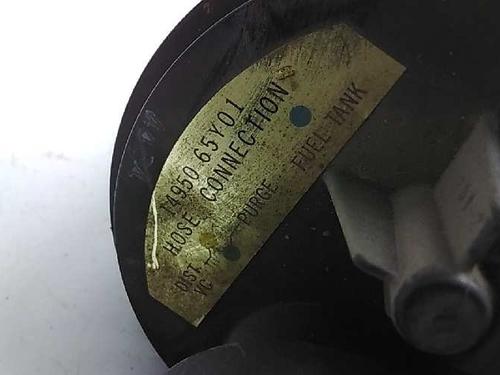 14950 65Y01
HOSE CONNECTION
DIST. PURGE FUEL TANK
VC